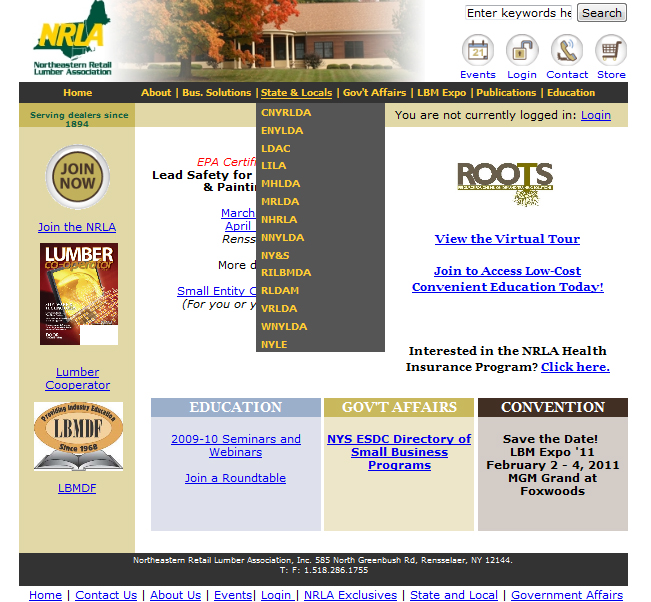 NRLA
Northeastern Retail
Lumber Association
Enter keywords he
Search
21
Events Login Contact Store
Home About | Bus. Solutions | State & Locals | Gov't Affairs | LBM Expo | Publications | Education
Serving dealers since
1894
You are not currently logged in: Login
CNYRLDA
ENYLDA
LDAC
LILA
MHLDA
MRLDA
NHRLA
NNYLDA
NY&S
RILBMDA
RLDAM
VRLDA
WNYLDA
NYLE
JOIN
NOW
Join the NRLA
LUMBER
co-operator
Lumber
Cooperator
Providing Industry Education
LBMDF
Since 1968
LBMDF
EPA Certifi
Lead Safety for
& Paintin
March
April
Renss
More d
Small Entity C
(For you or y
ROOTS
View the Virtual Tour
Join to Access Low-Cost
Convenient Education Today!
Interested in the NRLA Health
Insurance Program? Click here.
EDUCATION
2009-10 Seminars and
Webinars
Join a Roundtable
GOV'T AFFAIRS
NYS ESDC Directory of
Small Business
Programs
CONVENTION
Save the Date!
LBM Expo '11
February 2 - 4, 2011
MGM Grand at
Foxwoods
Northeastern Retail Lumber Association, Inc. 585 North Greenbush Rd, Rensselaer, NY 12144.
T: F: 1.518.286.1755
Home | Contact Us | About Us | Events| Login | NRLA Exclusives | State and Local | Government Affairs